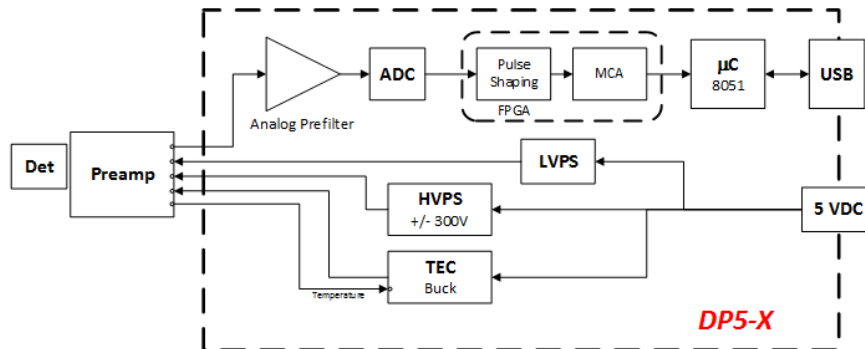 Analog Prefilter
ADC
Pulse
Shaping
MCA
FPGA
µC
8051
USB
Det
Preamp
LVPS
HVPS
+/- 300V
5 VDC
TEC
Buck
Temperature
DP5-X